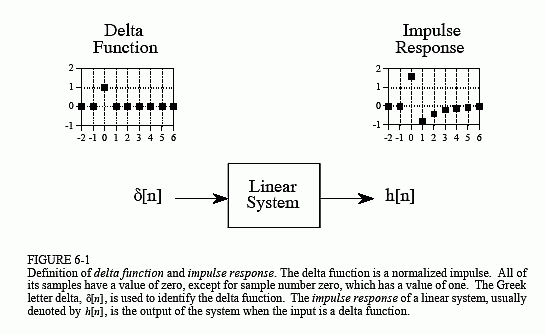 Delta
Function
Impulse
Response
2
1
0
-1
-2 -1 0 1 2 3 4 5 6
2
1
0
-1
-2 -1 0 1 2 3 4 5 6
δ[n]
Linear
System
h[n]
FIGURE 6-1
Definition of delta function and impulse response. The delta function is a normalized impulse. All of
its samples have a value of zero, except for sample number zero, which has a value of one. The Greek
letter delta, δ[n], is used to identify the delta function. The impulse response of a linear system, usually
denoted by h[n], is the output of the system when the input is a delta function.